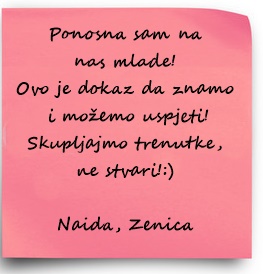 Ponosna sam na
nas mlade!
Ovo je dokaz da znamo
i možemo uspjeti!
Skupljajmo trenutke,
ne stvari!:)
Naida, Zenica